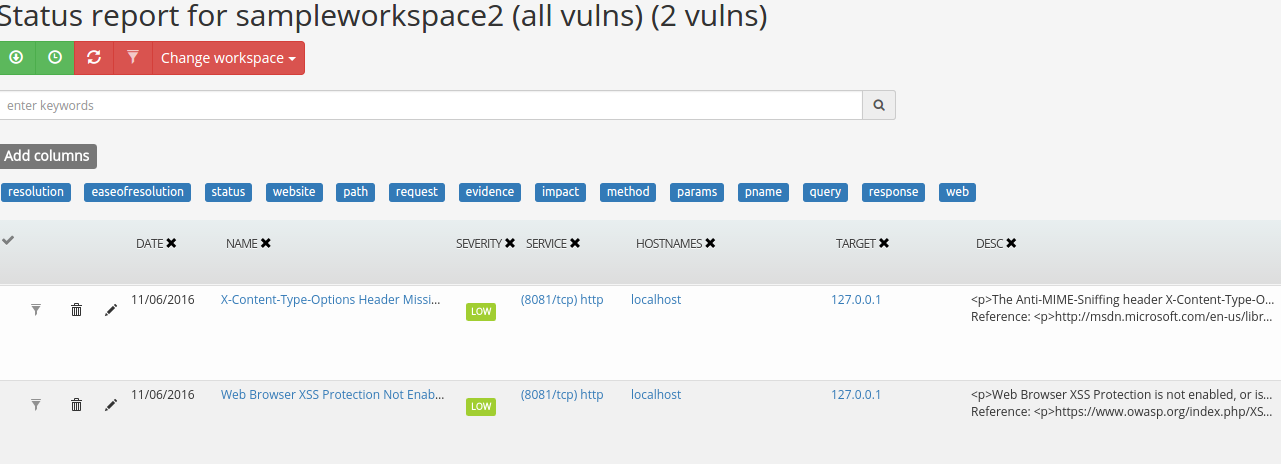 Status report for sampleworkspace2 (all vulns) (2 vulns)
Change workspace
enter keywords
Add columns
resolution easeofresolution status website path request evidence impact method params pname query response web
DATE NAME SEVERITY SERVICE HOSTNAMES TARGET DESC
11/06/2016 X-Content-Type-Options Header Missi... LOW (8081/tcp) http localhost 127.0.0.1 <p>The Anti-MIME-Sniffing header X-Content-Type-O...
Reference: <p>http://msdn.microsoft.com/en-us/libr...
11/06/2016 Web Browser XSS Protection Not Enab... LOW (8081/tcp) http localhost 127.0.0.1 <p>Web Browser XSS Protection is not enabled, or is...
Reference: <p>https://www.owasp.org/index.php/XS...